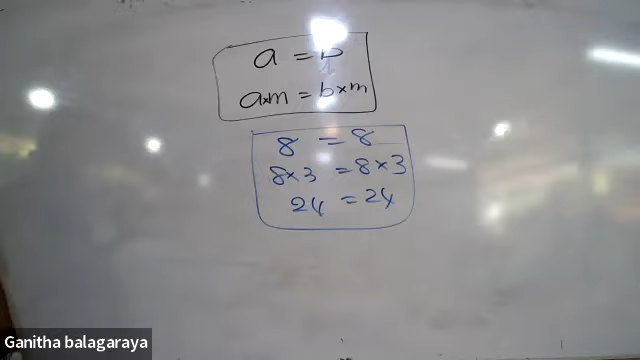 a = b
a×m = b×m
8 = 8
8×3 = 8×3
24 = 24
Ganitha balagaraya